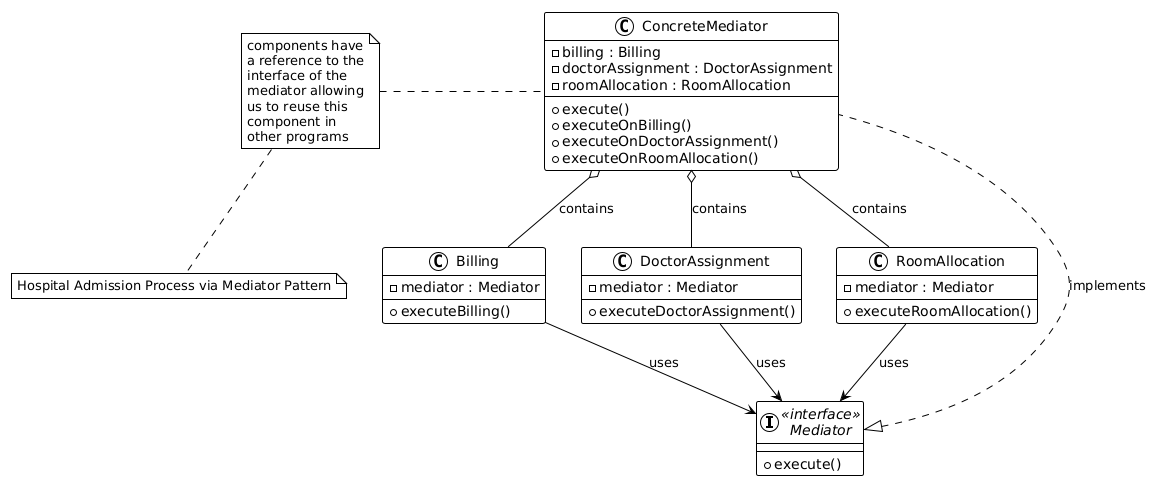 C ConcreteMediator
billing : Billing
doctorAssignment : DoctorAssignment
roomAllocation : RoomAllocation
execute()
executeOnBilling()
executeOnDoctorAssignment()
executeOnRoomAllocation()
components have
a reference to the
interface of the
mediator allowing
us to reuse this
component in
other programs
contains
contains
contains
Hospital Admission Process via Mediator Pattern
C Billing
mediator : Mediator
executeBilling()
C DoctorAssignment
mediator : Mediator
executeDoctorAssignment()
C RoomAllocation
mediator : Mediator
executeRoomAllocation()
implements
uses
uses
uses
I «interface»
Mediator
execute()